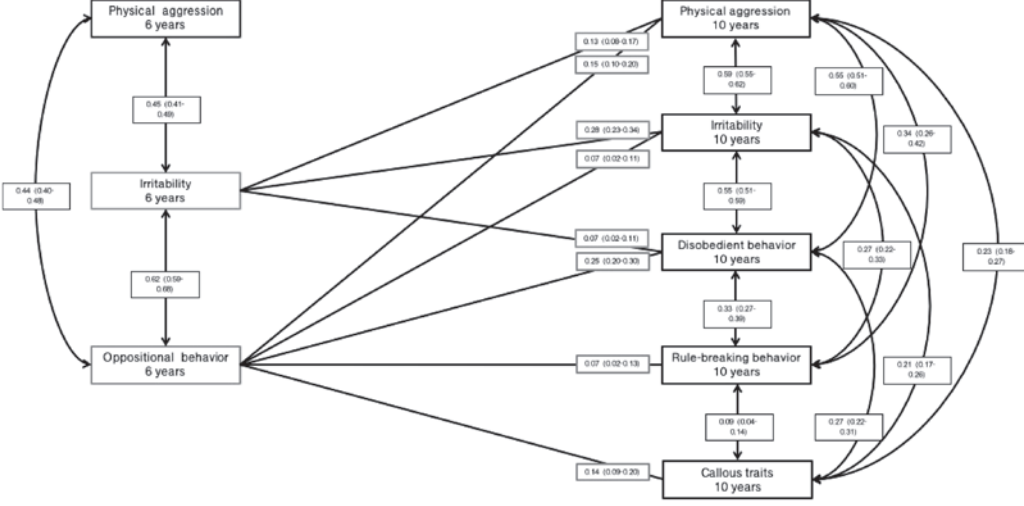 Physical aggression
6 years
0.45 (0.41-
0.49)
0.44 (0.40-
0.48)
Irritability
6 years
0.62 (0.59-
0.66)
Oppositional behavior
6 years
0.13 (0.08-0.17)
0.15 (0.10-0.20)
0.28 (0.23-0.34)
0.07 (0.02-0.11)
0.07 (0.02-0.11)
0.25 (0.20-0.30)
0.07 (0.02-0.13)
0.14 (0.09-0.20)
Physical aggression
10 years
0.59 (0.55-
0.62)
Irritability
10 years
0.55 (0.51-
0.59)
Disobedient behavior
10 years
0.33 (0.27-
0.39)
Rule-breaking behavior
10 years
0.09 (0.04-
0.14)
Callous traits
10 years
0.55 (0.51-
0.60)
0.34 (0.26-
0.42)
0.27 (0.22-
0.33)
0.23 (0.18-
0.27)
0.21 (0.17-
0.26)
0.27 (0.22-
0.31)